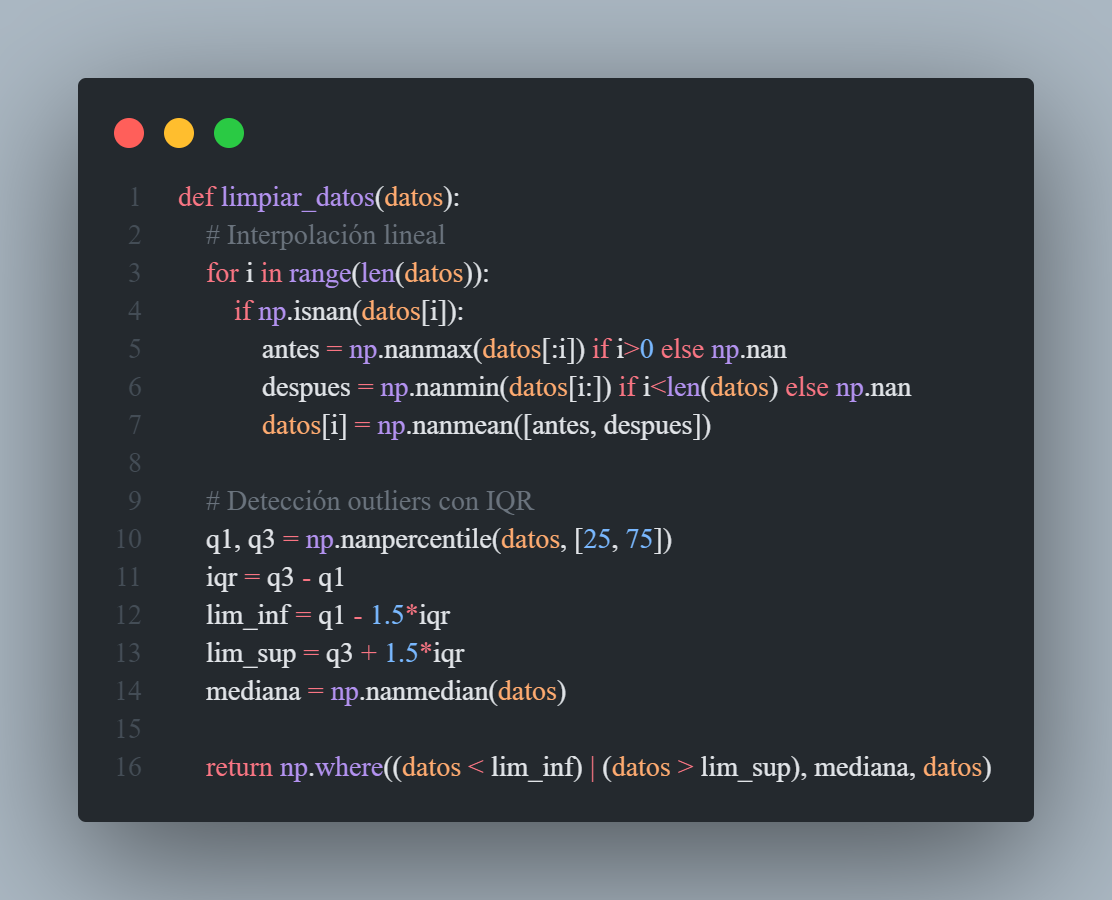 1 def limpiar_datos(datos):
2 # Interpolación lineal
3 for i in range(len(datos)):
4 if np.isnan(datos[i]):
5 antes = np.nanmax(datos[:i]) if i>0 else np.nan
6 despues = np.nanmin(datos[i:]) if i<len(datos) else np.nan
7 datos[i] = np.nanmean([antes, despues])
8
9 # Detección outliers con IQR
10 q1, q3 = np.nanpercentile(datos, [25, 75])
11 iqr = q3 - q1
12 lim_inf = q1 - 1.5*iqr
13 lim_sup = q3 + 1.5*iqr
14 mediana = np.nanmedian(datos)
15
16 return np.where((datos < lim_inf) | (datos > lim_sup), mediana, datos)